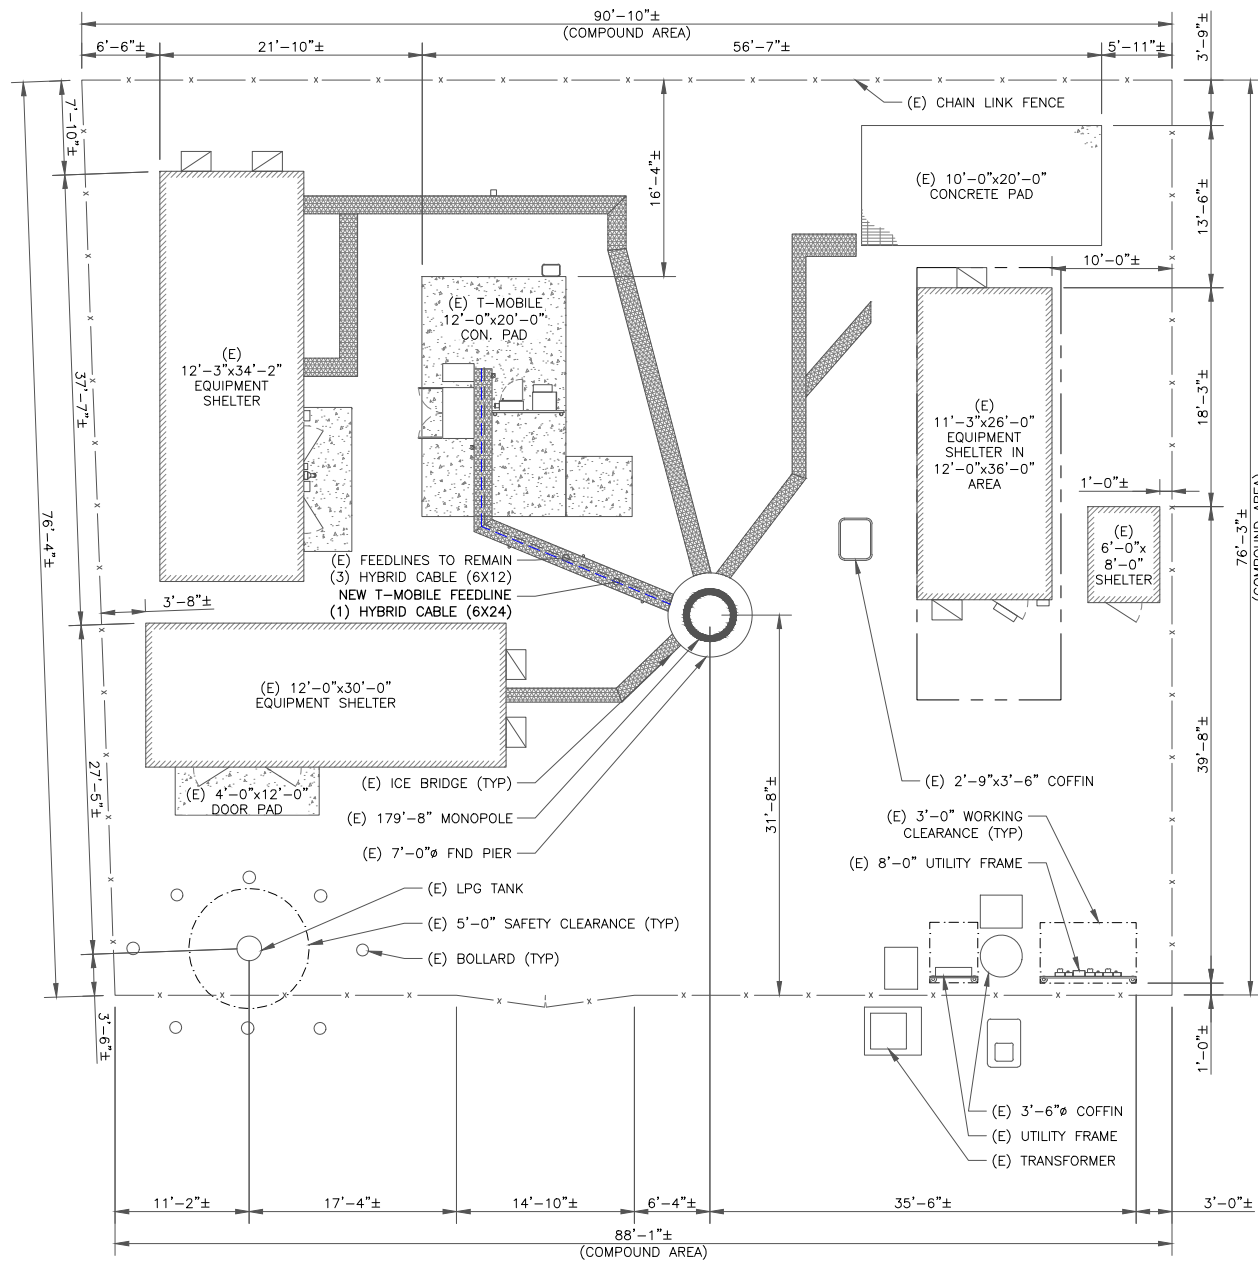 90'-10"±
(COMPOUND AREA)
6'-6"±
21'-10"±
56'-7"±
5'-11"±
3'-9"±
7'-10"±
(E) CHAIN LINK FENCE
16'-4"±
(E) 10'-0"x20'-0"
CONCRETE PAD
13'-6"±
10'-0"±
(E) T-MOBILE
12'-0"x20'-0"
CON. PAD
(E)
12'-3"x34'-2"
EQUIPMENT
SHELTER
37'-7"±
18'-3"±
(E)
11'-3"x26'-0"
EQUIPMENT
SHELTER IN
12'-0"x36'-0"
AREA
1'-0"±
76'-4"±
76'-3"±
(COMPOUND AREA)
(E)
6'-0"x
8'-0"
SHELTER
(E) FEEDLINES TO REMAIN
(3) HYBRID CABLE (6X12)
NEW T-MOBILE FEEDLINE
(1) HYBRID CABLE (6X24)
3'-8"±
(E) 12'-0"x30'-0"
EQUIPMENT SHELTER
39'-8"±
27'-5"±
31'-8"±
(E) ICE BRIDGE (TYP)
(E) 2'-9"x3'-6" COFFIN
(E) 4'-0"x12'-0"
DOOR PAD
(E) 179'-8" MONOPOLE
(E) 3'-0" WORKING
CLEARANCE (TYP)
(E) 7'-0"ø FND PIER
(E) 8'-0" UTILITY FRAME
(E) LPG TANK
(E) 5'-0" SAFETY CLEARANCE (TYP)
(E) BOLLARD (TYP)
3'-6"±
1'-0"±
(E) 3'-6"ø COFFIN
(E) UTILITY FRAME
(E) TRANSFORMER
11'-2"±
17'-4"±
14'-10"±
6'-4"±
35'-6"±
3'-0"±
88'-1"±
(COMPOUND AREA)